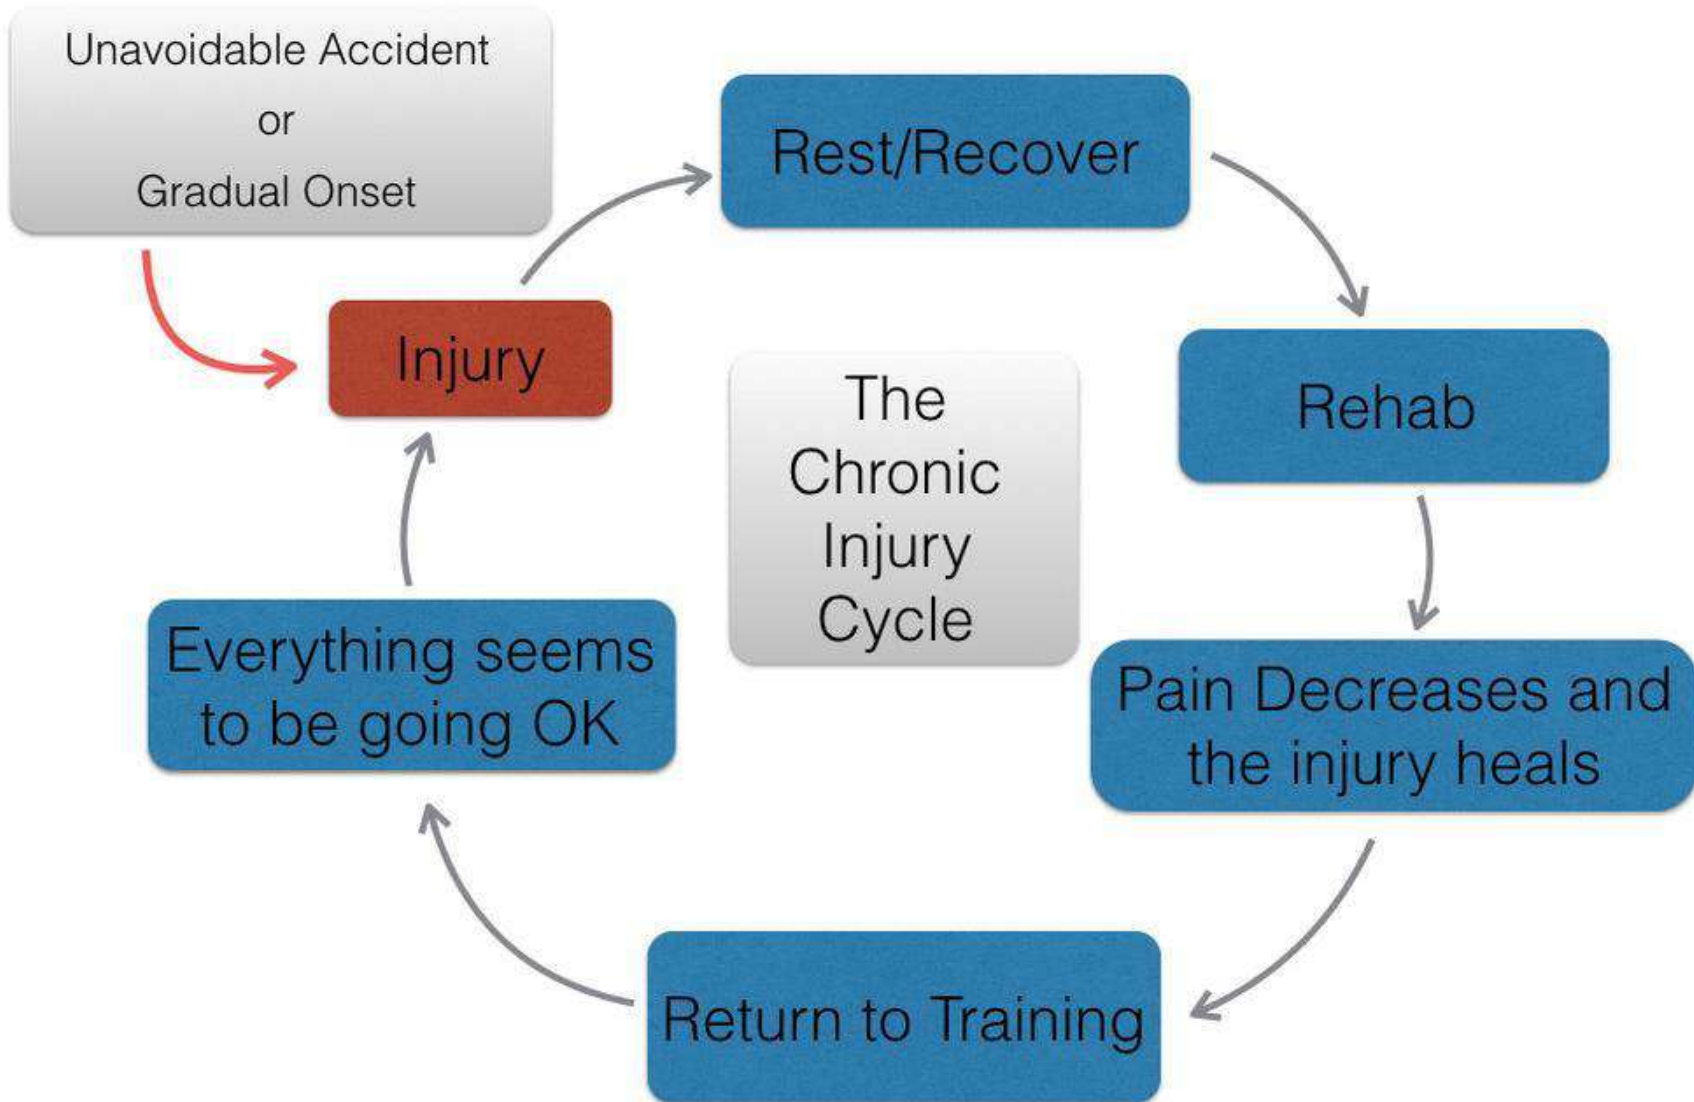 Unavoidable Accident
or
Gradual Onset
Rest/Recover
Injury
Rehab
The
Chronic
Injury
Cycle
Everything seems
to be going OK
Pain Decreases and
the injury heals
Return to Training